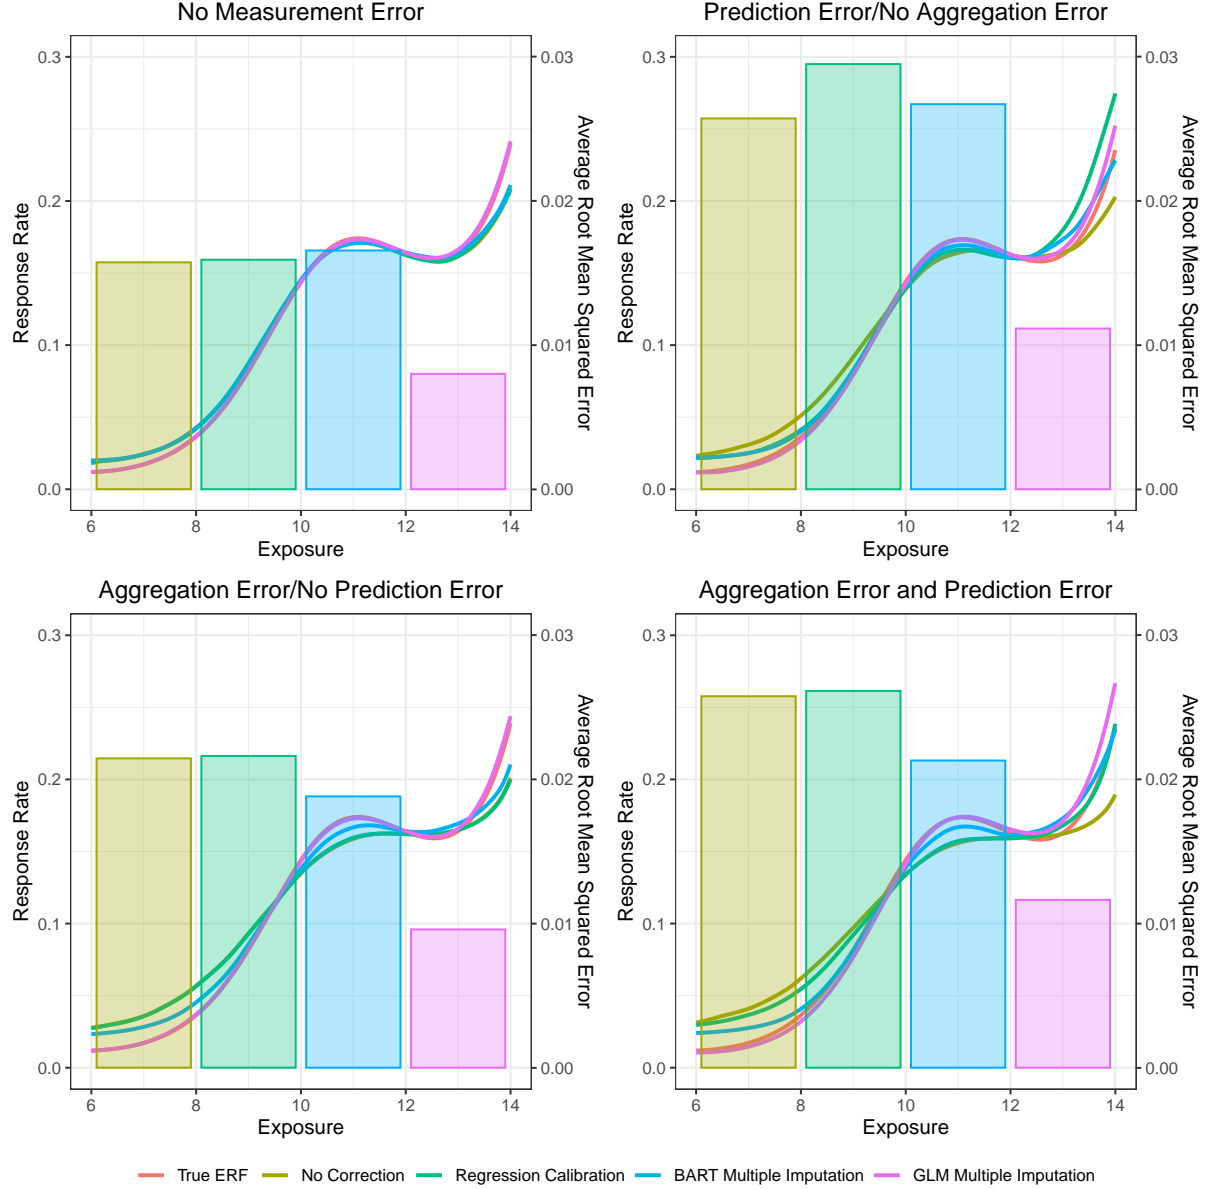 No Measurement Error
Prediction Error/No Aggregation Error
0.3
0.2
0.1
0.0
Response Rate
0.03
0.02
0.01
0.00
Average Root Mean Squared Error
6 8 10 12 14
Exposure
0.3
0.2
0.1
0.0
Response Rate
0.03
0.02
0.01
0.00
Average Root Mean Squared Error
6 8 10 12 14
Exposure
Aggregation Error/No Prediction Error
Aggregation Error and Prediction Error
0.3
0.2
0.1
0.0
Response Rate
0.03
0.02
0.01
0.00
Average Root Mean Squared Error
6 8 10 12 14
Exposure
0.3
0.2
0.1
0.0
Response Rate
0.03
0.02
0.01
0.00
Average Root Mean Squared Error
6 8 10 12 14
Exposure
True ERF No Correction Regression Calibration BART Multiple Imputation GLM Multiple Imputation